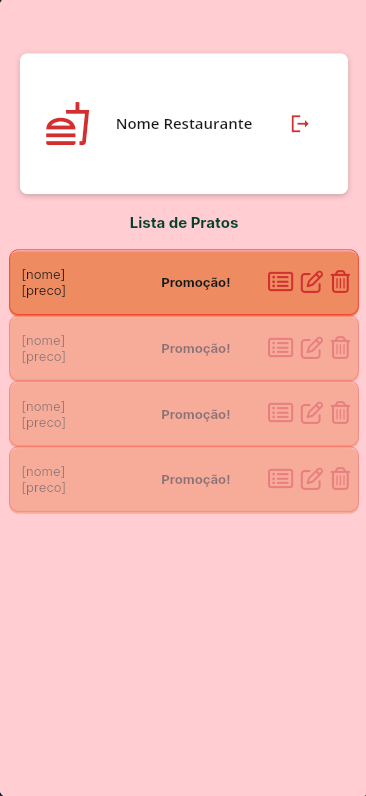 Nome Restaurante
Lista de Pratos
[nome]
[preco]
Promoção!
[nome]
[preco]
Promoção!
[nome]
[preco]
Promoção!
[nome]
[preco]
Promoção!